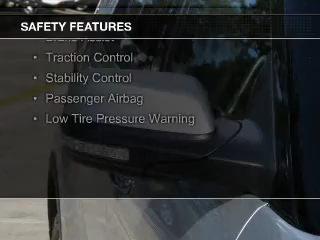 SAFETY FEATURES
• Traction Control
• Stability Control
• Passenger Airbag
• Low Tire Pressure Warning